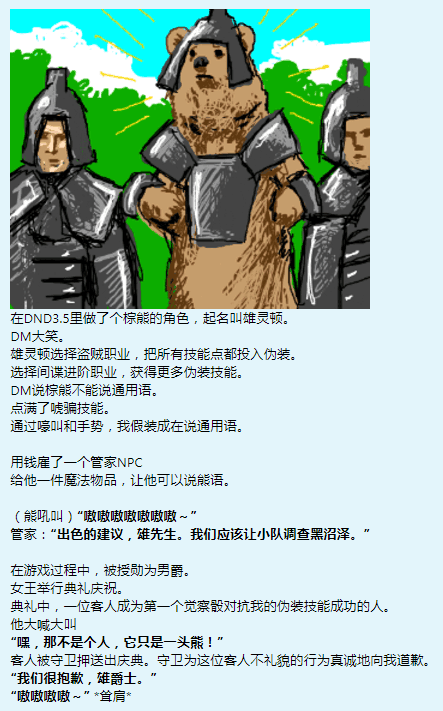 在DND3.5里做了个棕熊的角色，起名叫雄灵顿。
DM大笑。
雄灵顿选择盗贼职业，把所有技能点都投入伪装。
选择间谍进阶职业，获得更多伪装技能。
DM说棕熊不能说通用语。
点满了唬骗技能。
通过嚎叫和手势，我假装成在说通用语。
用钱雇了一个管家NPC
给他一件魔法物品，让他可以说熊语。
（熊吼叫）“嗷嗷嗷嗷嗷嗷嗷～”
管家：“出色的建议，雄先生。我们应该让小队调查黑沼泽。”
在游戏过程中，被授勋为男爵。
女王举行典礼庆祝。
典礼中，一位客人成为第一个觉察骰对抗我的伪装技能成功的人。
他大喊大叫
“嘿，那不是个人，它只是一头熊！”
客人被守卫押送出庆典。守卫为这位客人不礼貌的行为真诚地向我道歉。
“我们很抱歉，雄爵士。”
“嗷嗷嗷嗷～” *耸肩*